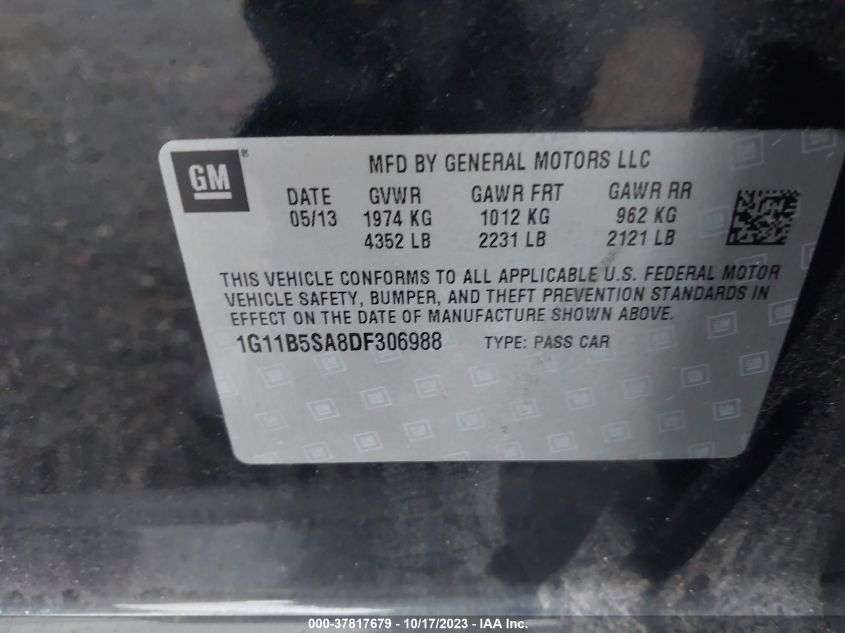 GM ®
MFD BY GENERAL MOTORS LLC
DATE GVWR GAWR FRT GAWR RR
05/13 1974 KG 1012 KG 962 KG
4352 LB 2231 LB 2121 LB
THIS VEHICLE CONFORMS TO ALL APPLICABLE U.S. FEDERAL MOTOR
VEHICLE SAFETY, BUMPER, AND THEFT PREVENTION STANDARDS IN
EFFECT ON THE DATE OF MANUFACTURE SHOWN ABOVE.
1G11B5SA8DF306988 TYPE: PASS CAR
000-37817679 - 10/17/2023 - IAA Inc.